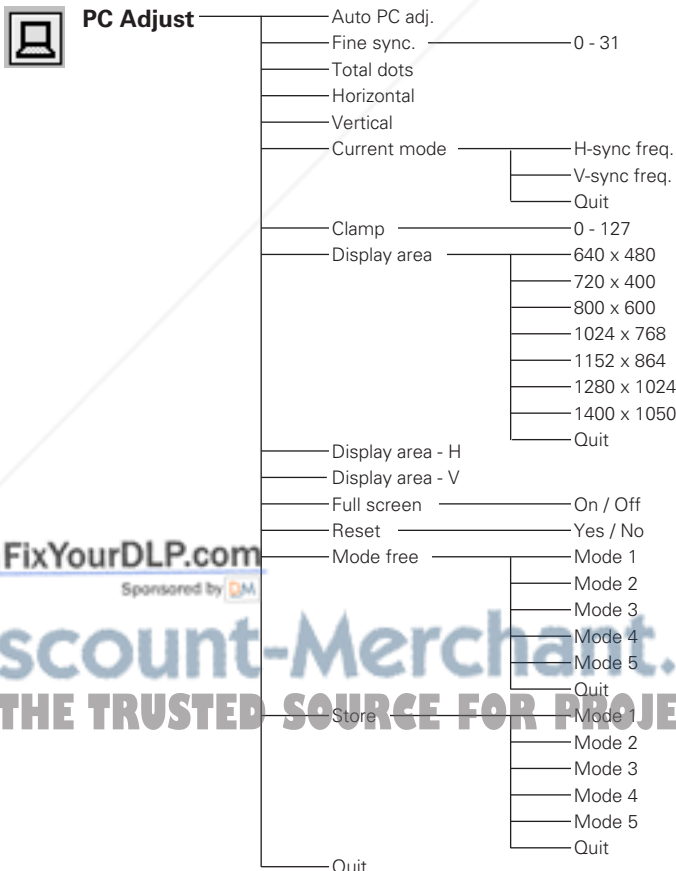 PC Adjust
Auto PC adj.
Fine sync.
0 - 31
Total dots
Horizontal
Vertical
Current mode
H-sync freq.
V-sync freq.
Quit
Clamp
0 - 127
Display area
640 x 480
720 x 400
800 x 600
1024 x 768
1152 x 864
1280 x 1024
1400 x 1050
Quit
Display area - H
Display area - V
Full screen
On / Off
Reset
Yes / No
FixYourDLP.com
Sponsored by DM
Mode free
Mode 1
Mode 2
Mode 3
Mode 4
Mode 5
Quit
scount-Merchant.
THE TRUSTED SOURCE FOR PROJE
Store
Mode 1
Mode 2
Mode 3
Mode 4
Mode 5
Quit
Quit